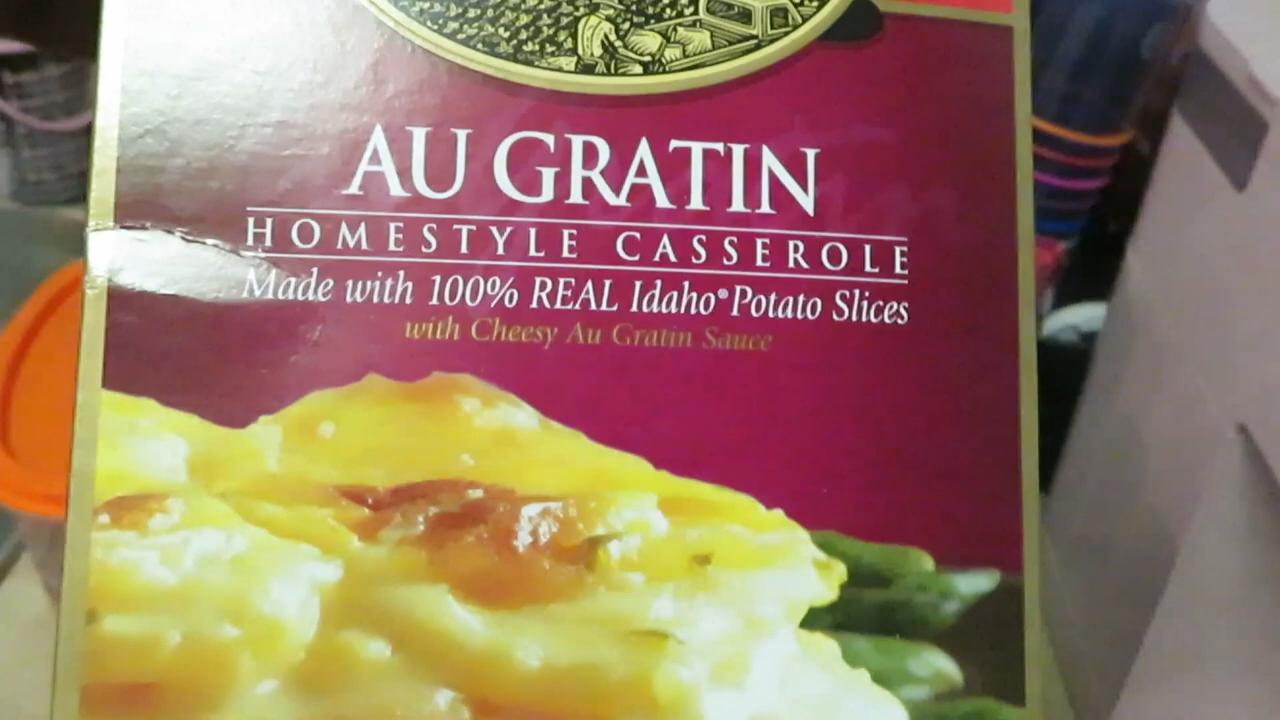 AU GRATIN
HOMESTYLE CASSEROLE
Made with 100% REAL Idaho® Potato Slices
with Cheesy Au Gratin Sauce